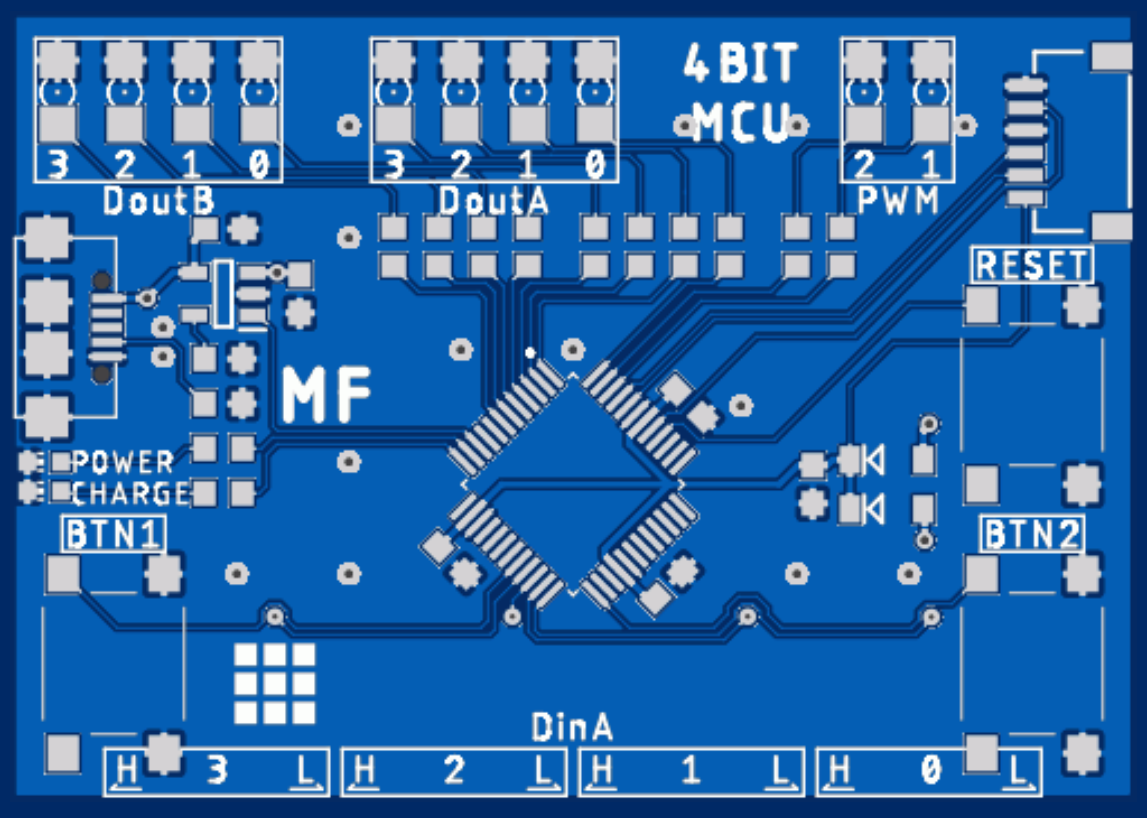 4BIT
MCU
3 2 1 0
3 2 1 0
2 1
DoutB
DoutA
PWM
RESET
MF
POWER
CHARGE
BTN1
BTN2
DinA
H 3 L
H 2 L
H 1 L
H 0 L